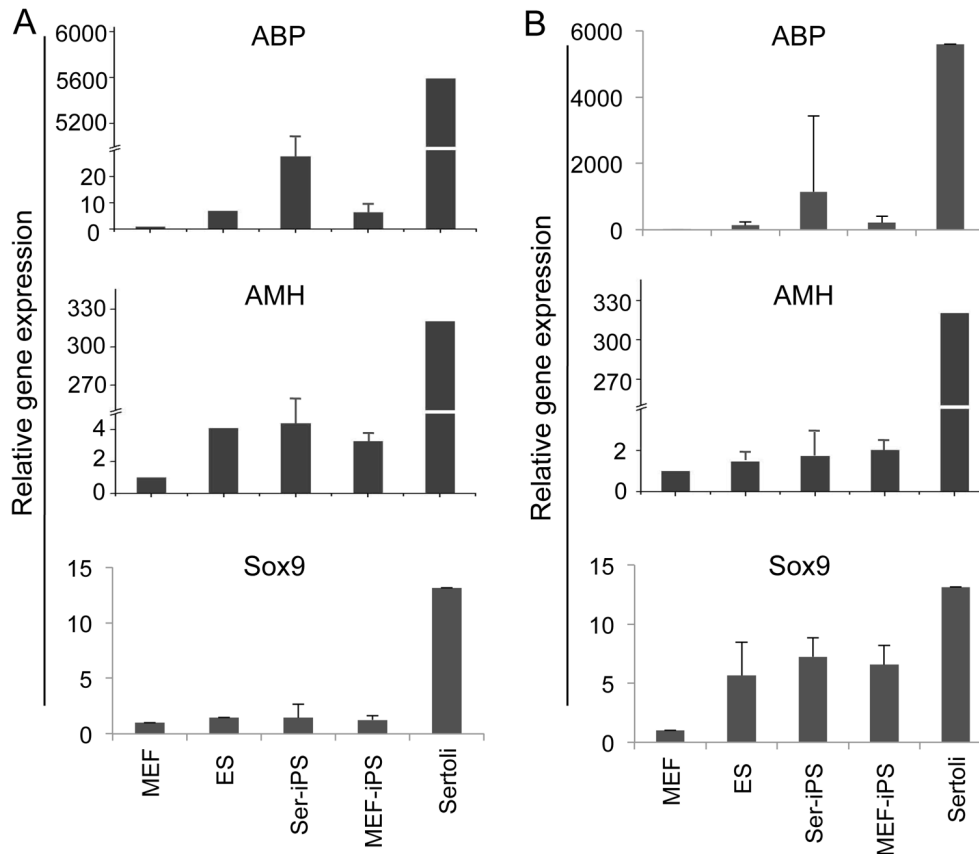 A
Relative gene expression
ABP
6000
5600
5200
20
10
0
AMH
330
300
270
4
2
0
Sox9
15
10
5
0
MEF
ES
Ser-iPS
MEF-iPS
Sertoli
B
Relative gene expression
ABP
6000
4000
2000
0
AMH
330
300
270
2
0
Sox9
15
10
5
0
MEF
ES
Ser-iPS
MEF-iPS
Sertoli